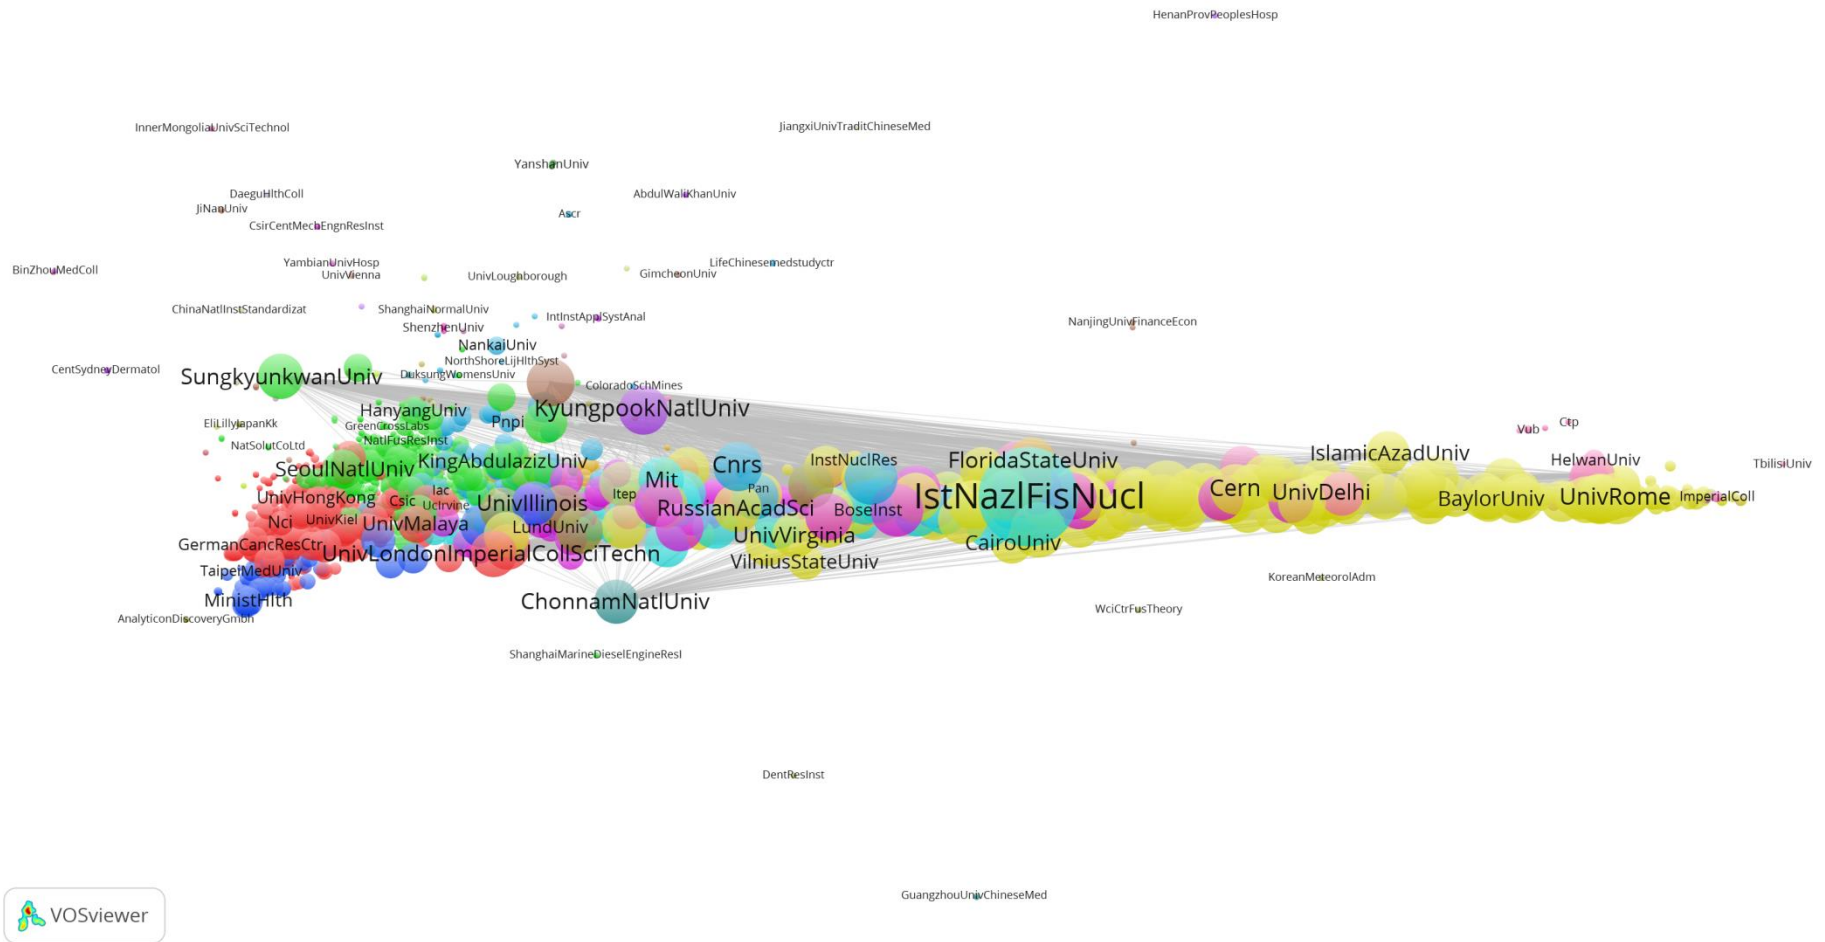 HenanProvPeoplesHosp
InnerMongoliaUnivSciTechnol
JiangxiUnivTraditChineseMed
YanshanUniv
DaeguHlthColl
AbdulWaliKhanUniv
JiNanUniv
Ascr
CsirCentMechEngnResInst
BinZhouMedColl
YambianUnivHosp
LifeChinesemedstudyctr
UnivVienna
UnivLoughborough
GimcheonUniv
ChinaNatlInstStandardizat
ShanghaiNormalUniv
IntInstApplSystAnal
ShenzhenUniv
NanjingUnivFinanceEcon
NankaiUniv
NorthShoreLijHlthSyst
CentSydneyDermatol
SungkyunkwanUniv
DuksungWomensUniv
ColoradoSchMines
HanyangUniv
KyungpookNatlUniv
EliLillyJapanKk
GreenCrossLabs
Pnpi
Vub
Ctp
NatSolutCoLtd
NatlFusResInst
IslamicAzadUniv
SeoulNatlUniv
KingAbdulazizUniv
Cnrs
InstNuclRes
FloridaStateUniv
HelwanUniv
TbilisiUniv
Mit
UnivHongKong
Iac
Csic
UcIrvine
UnivIllinois
Itep
Pan
IstNazlFisNucl
Cern
UnivDelhi
BaylorUniv
UnivRome
ImperialColl
Nci
UnivKiel
UnivMalaya
LundUniv
RussianAcadSci
BoseInst
GermanCancResCtr
UnivLondonImperialCollSciTechn
UnivVirginia
CairoUniv
TaipeiMedUniv
VilniusStateUniv
KoreanMeteorolAdm
MinistHlth
ChonnamNatlUniv
WciCtrFusTheory
AnalyticonDiscoveryGmbh
ShanghaiMarineDieselEngineResI
DentResInst
GuangzhouUnivChineseMed
VOSviewer